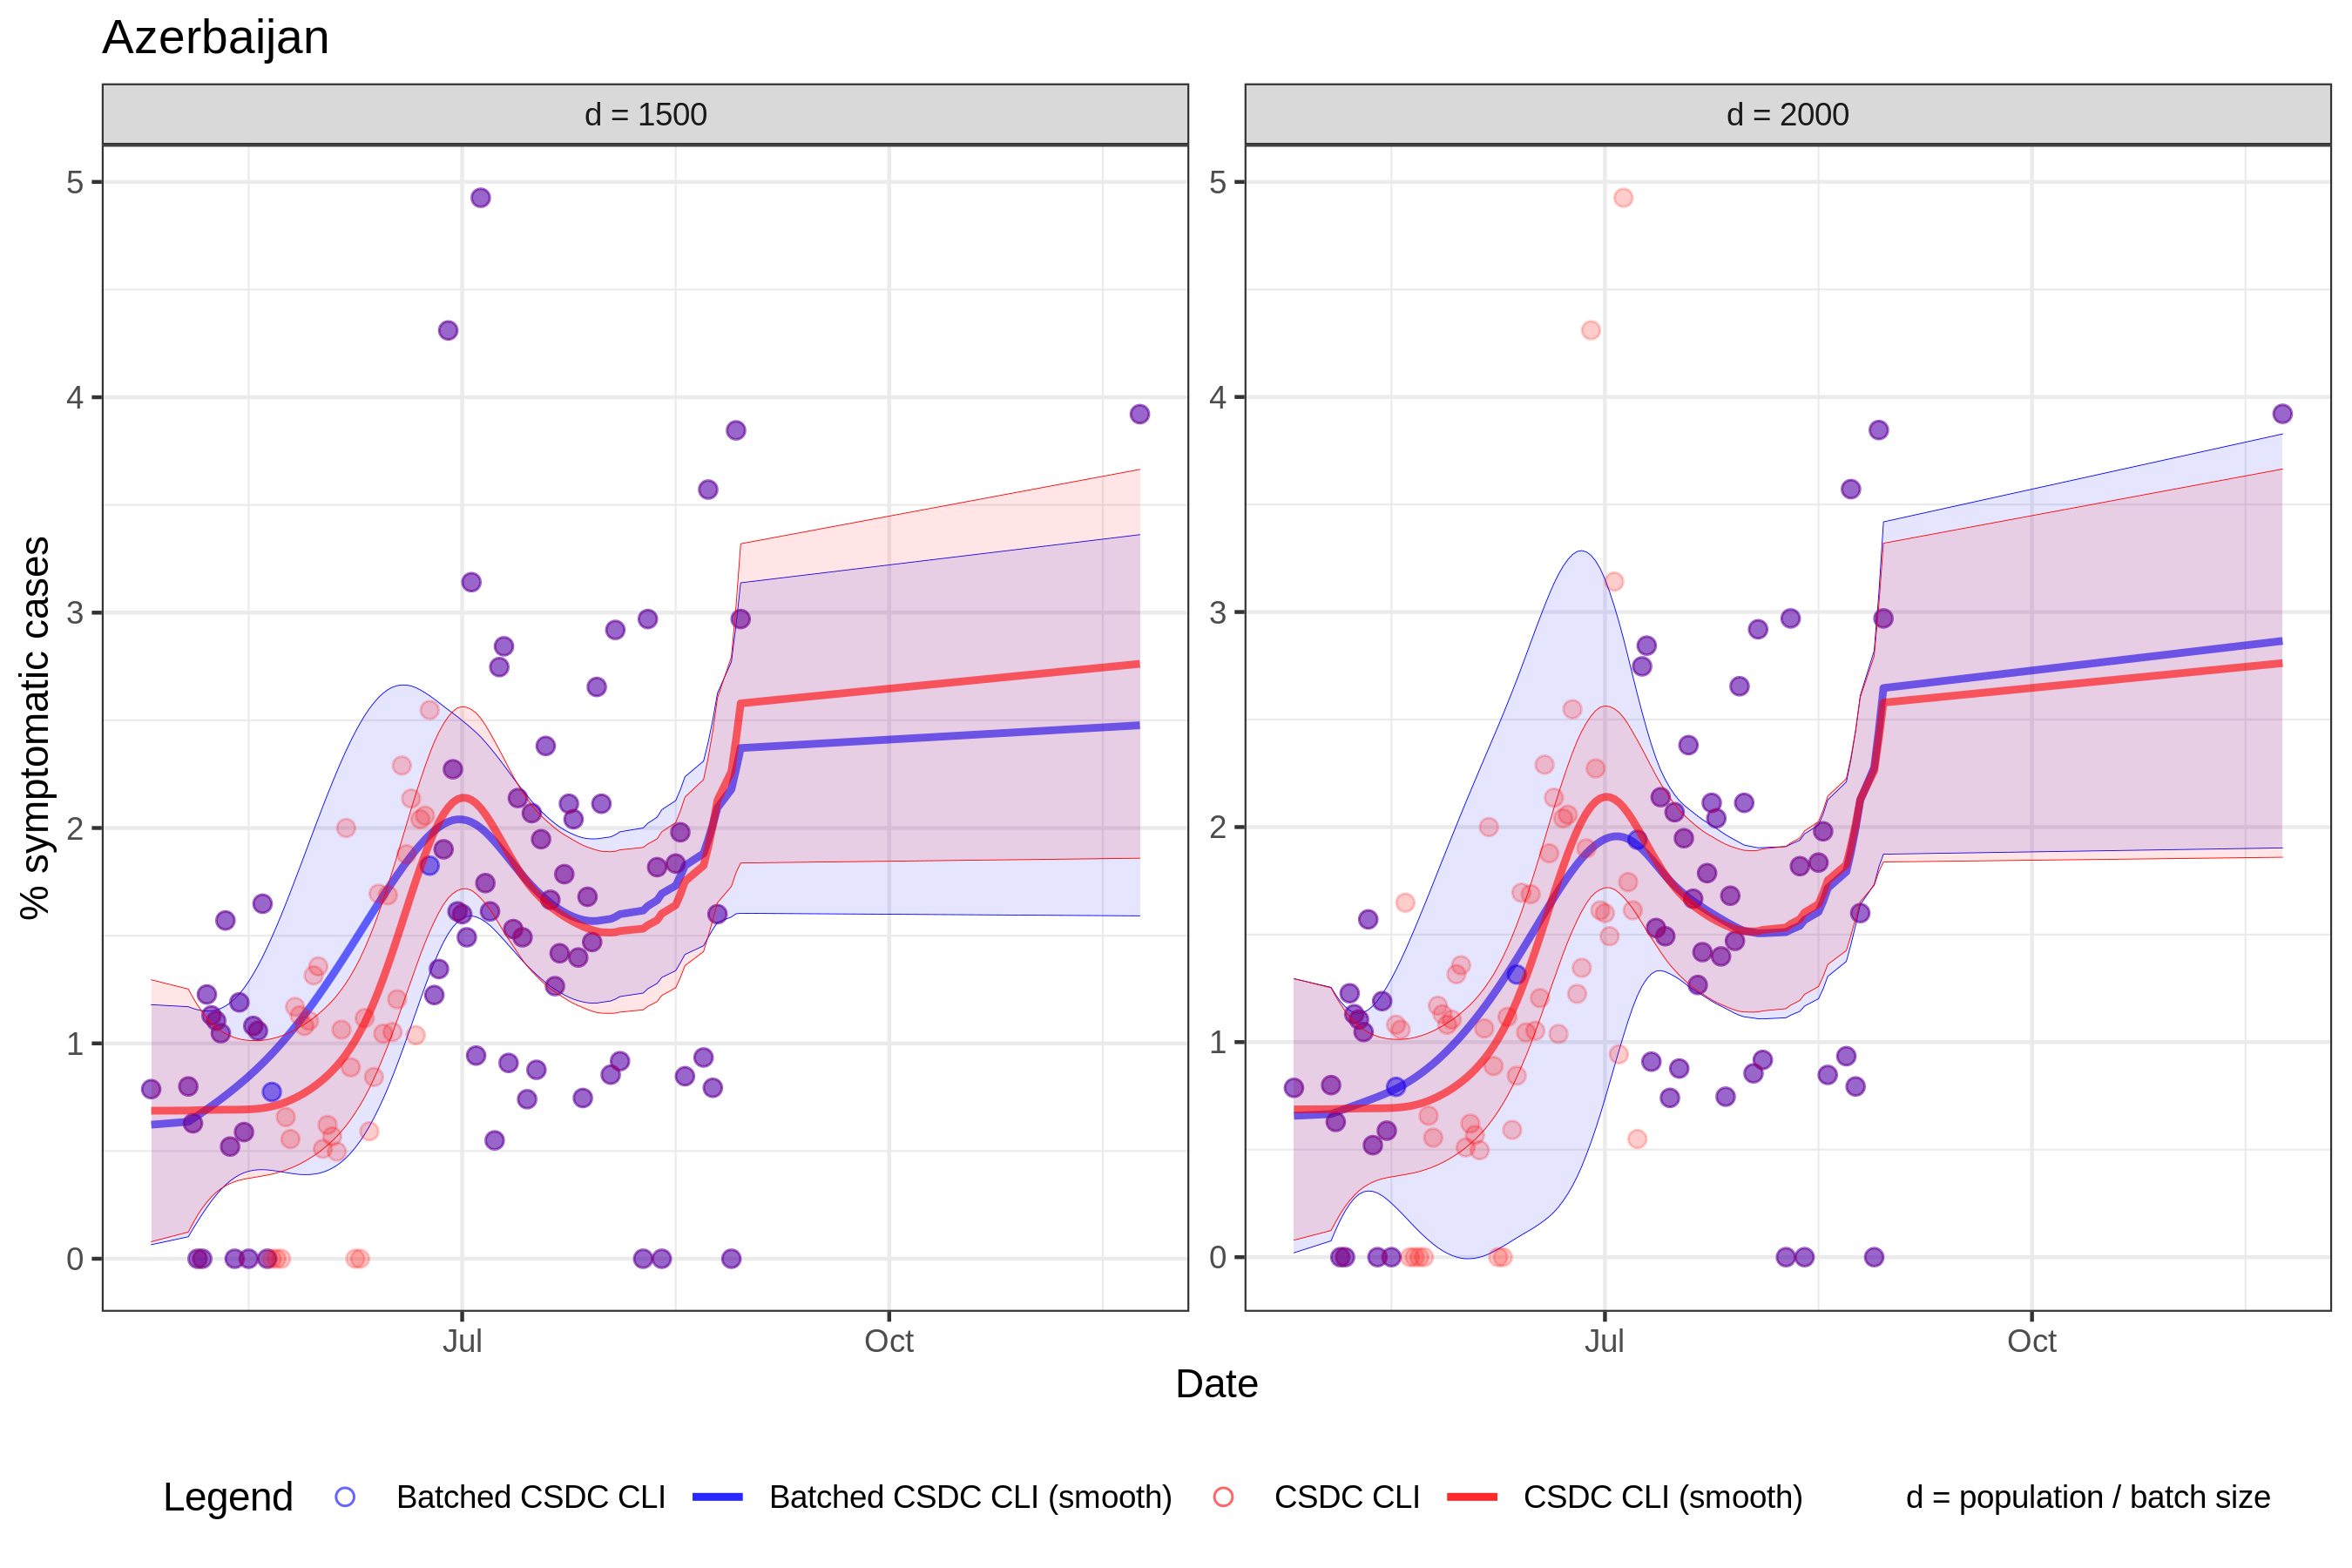 Azerbaijan
d = 1500
d = 2000
% symptomatic cases
5
4
3
2
1
0
5
4
3
2
1
0
Jul
Oct
Jul
Oct
Date
Legend
Batched CSDC CLI
Batched CSDC CLI (smooth)
CSDC CLI
CSDC CLI (smooth)
d = population / batch size